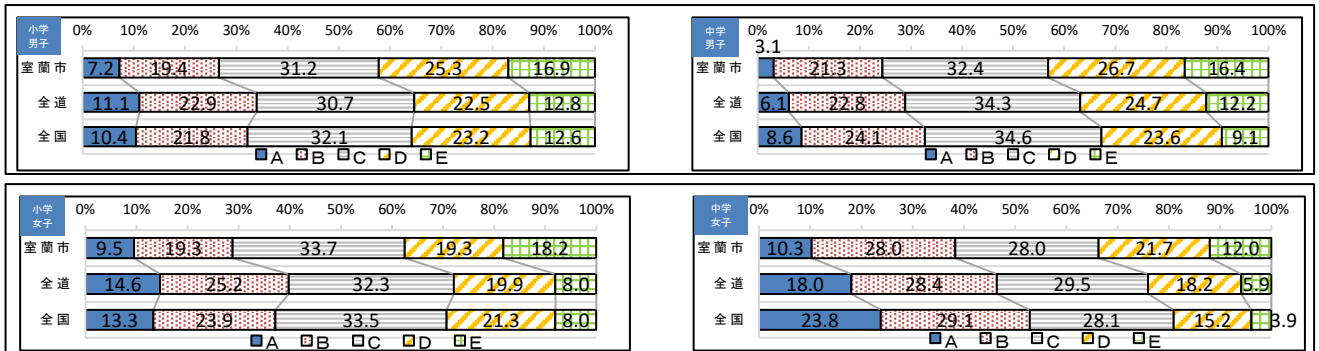 小学
男子
0% 10% 20% 30% 40% 50% 60% 70% 80% 90% 100%
室蘭市 7.2 19.4 31.2 25.3 16.9
全道 11.1 22.9 30.7 22.5 12.8
全国 10.4 21.8 32.1 23.2 12.6
A B C D E
中学
男子
0% 10% 20% 30% 40% 50% 60% 70% 80% 90% 100%
室蘭市 3.1 21.3 32.4 26.7 16.4
全道 6.1 22.8 34.3 24.7 12.2
全国 8.6 24.1 34.6 23.6 9.1
A B C D E
小学
女子
0% 10% 20% 30% 40% 50% 60% 70% 80% 90% 100%
室蘭市 9.5 19.3 33.7 19.3 18.2
全道 14.6 25.2 32.3 19.9 8.0
全国 13.3 23.9 33.5 21.3 8.0
A B C D E
中学
女子
0% 10% 20% 30% 40% 50% 60% 70% 80% 90% 100%
室蘭市 10.3 28.0 28.0 21.7 12.0
全道 18.0 28.4 29.5 18.2 5.9
全国 23.8 29.1 28.1 15.2 3.9
A B C D E